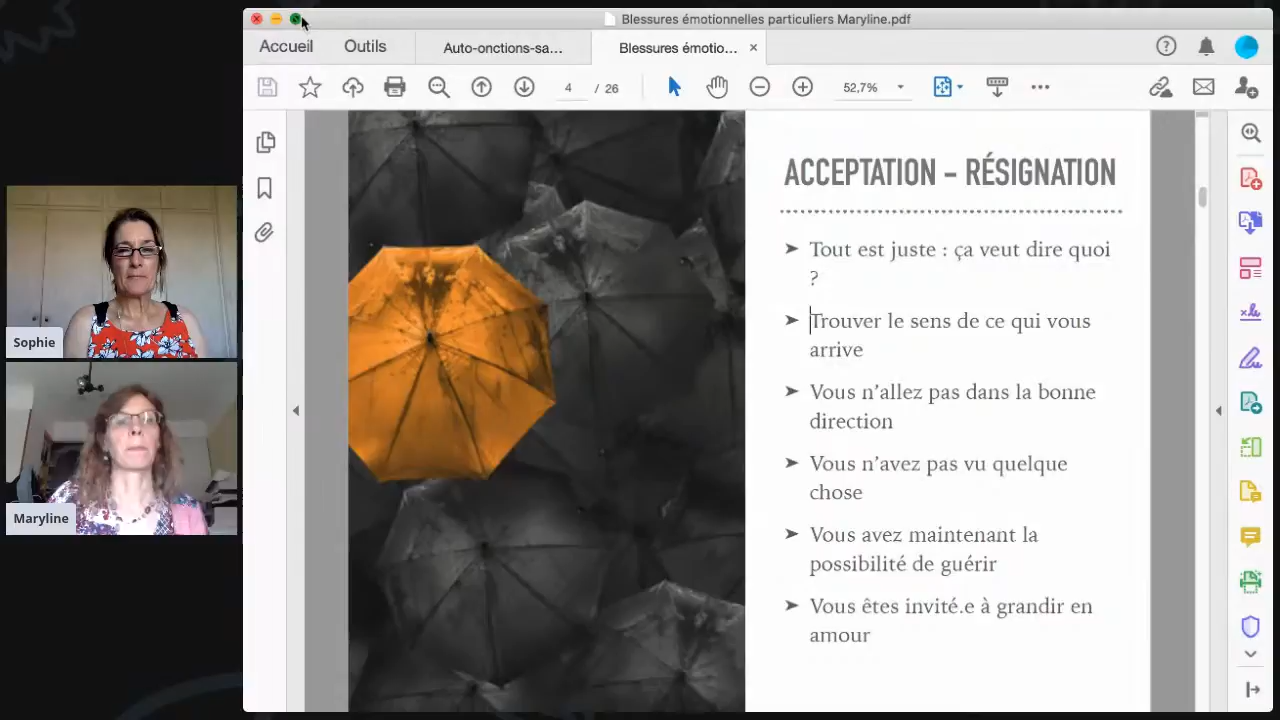 Blessures émotionnelles particuliers Maryline.pdf
Accueil
Outils
Auto-onctions-sa...
Blessures émotio...
4 / 26
52,7%
ACCEPTATION – RÉSIGNATION
➤ Tout est juste : ça veut dire quoi
?
➤ Trouver le sens de ce qui vous
arrive
➤ Vous n’allez pas dans la bonne
direction
➤ Vous n’avez pas vu quelque
chose
➤ Vous avez maintenant la
possibilité de guérir
➤ Vous êtes invité.e à grandir en
amour
Sophie
Maryline